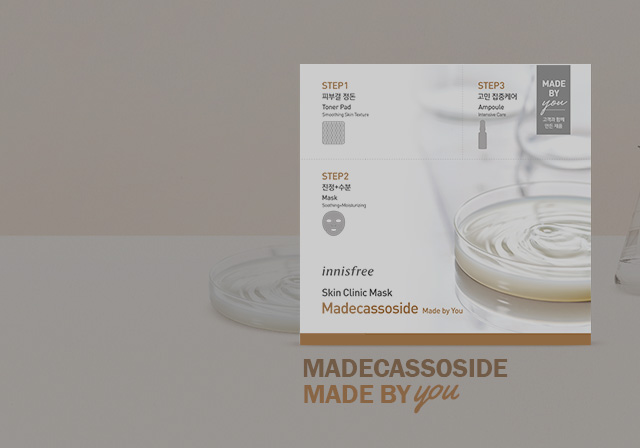 STEP1
피부결 정돈
Toner Pad
Smoothing Skin Texture
STEP3
고민 집중케어
Ampoule
Intensive Care
MADE
BY
you
고객과 함께
만든 제품
STEP2
진정+수분
Mask
Soothing+Moisturizing
innisfree
Skin Clinic Mask
Madecassoside Made by You
MADECASSOSIDE
MADE BY you